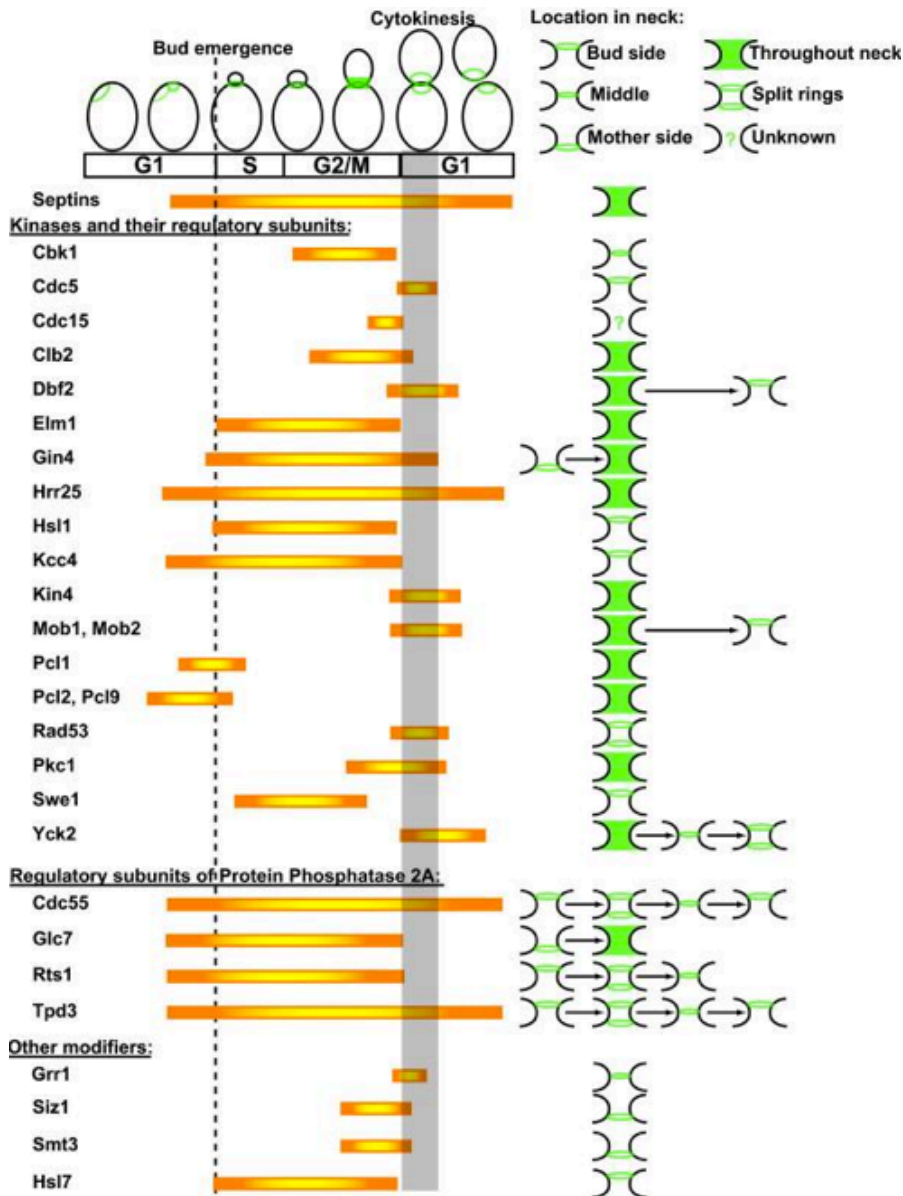 Cytokinesis
Location in neck:
Bud emergence
Bud side
Throughout neck
Middle
Split rings
Mother side
? Unknown
G1 S G2/M G1
Septins
Kinases and their regulatory subunits:
Cbk1
Cdc5
Cdc15 ?
Clb2
Dbf2
Elm1
Gin4
Hrr25
Hsl1
Kcc4
Kin4
Mob1, Mob2
Pcl1
Pcl2, Pcl9
Rad53
Pkc1
Swe1
Yck2
Regulatory subunits of Protein Phosphatase 2A:
Cdc55
Glc7
Rts1
Tpd3
Other modifiers:
Grr1
Siz1
Smt3
Hsl7